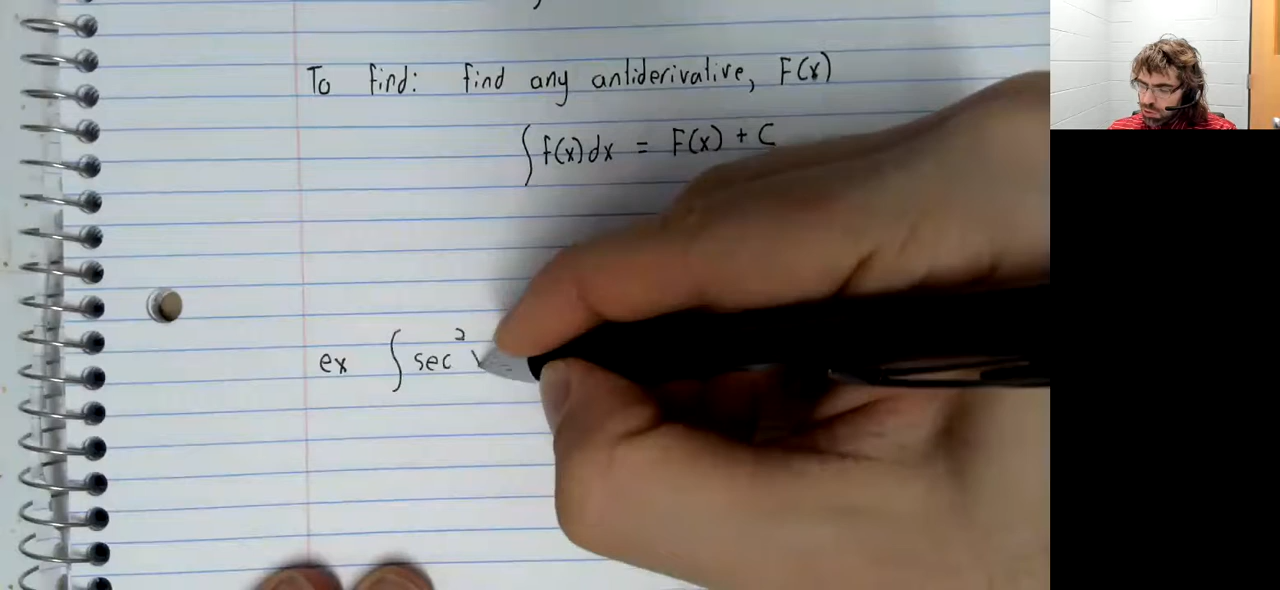 To find: find any antiderivative, F(x)
∫ f(x) dx = F(x) + C
ex ∫ sec²